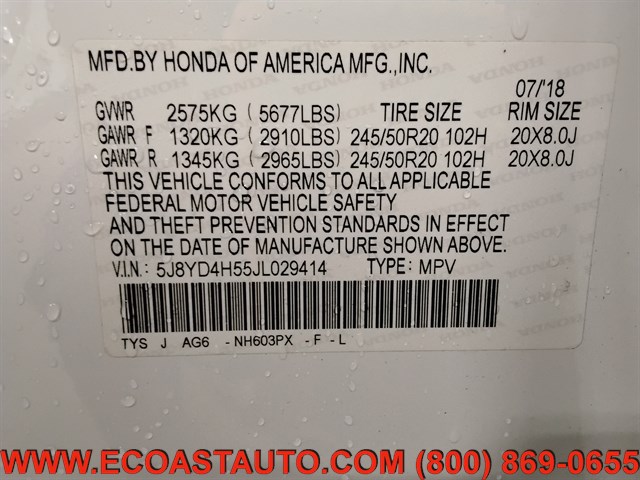 MFD.BY HONDA OF AMERICA MFG.,INC.
07/'18
GVWR 2575KG ( 5677LBS) TIRE SIZE RIM SIZE
GAWR F 1320KG ( 2910LBS) 245/50R20 102H 20X8.0J
GAWR R 1345KG ( 2965LBS) 245/50R20 102H 20X8.0J
THIS VEHICLE CONFORMS TO ALL APPLICABLE
FEDERAL MOTOR VEHICLE SAFETY
AND THEFT PREVENTION STANDARDS IN EFFECT
ON THE DATE OF MANUFACTURE SHOWN ABOVE.
V.I.N.: 5J8YD4H55JL029414 TYPE: MPV
TYS J AG6 -NH603PX -F -L
WWW.ECOASTAUTO.COM (800) 869-0655